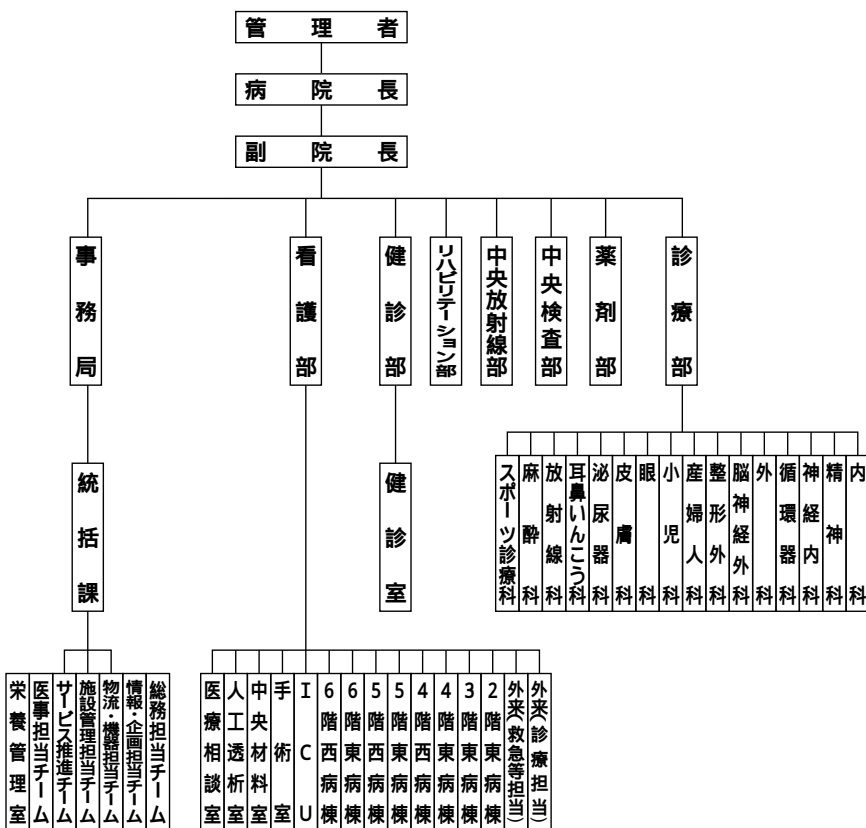 管理者
病院長
副院長
事務局
看護部
健診部
リハビリテーション部
中央放射線部
中央検査部
薬剤部
診療部
統括課
健診室
スポーツ診療科
麻酔科
放射線科
耳鼻いんこう科
泌尿器科
皮膚科
眼科
小児科
産婦人科
整形外科
脳神経外科
外科
循環器科
神経内科
精神科
内科
栄養管理室
医事担当チーム
サービス推進チーム
施設管理担当チーム
物流・機器担当チーム
情報・企画担当チーム
総務担当チーム
医療相談室
人工透析室
中央材料室
手術室
ICU
6階西病棟
6階東病棟
5階西病棟
5階東病棟
4階西病棟
4階東病棟
3階東病棟
2階東病棟
外来(救急等担当)
外来(診療担当)